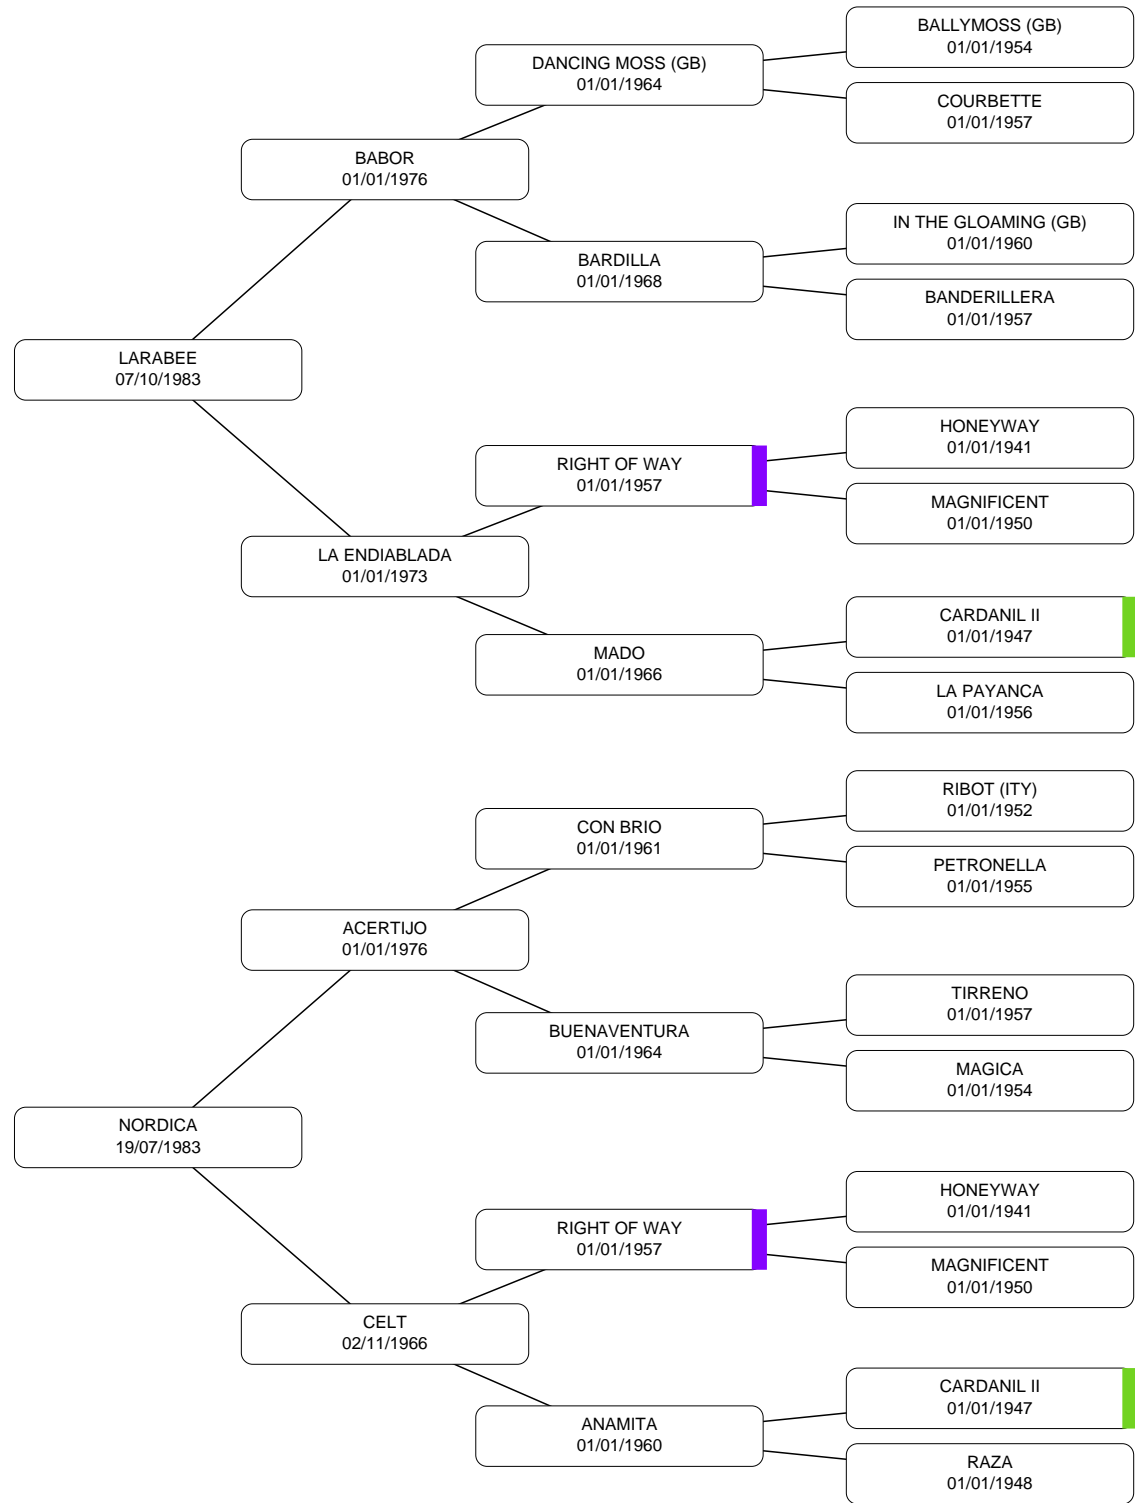 BALLYMOSS (GB)
01/01/1954
DANCING MOSS (GB)
01/01/1964
COURBETTE
01/01/1957
BABOR
01/01/1976
IN THE GLOAMING (GB)
01/01/1960
BARDILLA
01/01/1968
BANDERILLERA
01/01/1957
LARABEE
07/10/1983
HONEYWAY
01/01/1941
RIGHT OF WAY
01/01/1957
MAGNIFICENT
01/01/1950
LA ENDIABLADA
01/01/1973
CARDANIL II
01/01/1947
MADO
01/01/1966
LA PAYANCA
01/01/1956
RIBOT (ITY)
01/01/1952
CON BRIO
01/01/1961
PETRONELLA
01/01/1955
ACERTIJO
01/01/1976
TIRRENO
01/01/1957
BUENAVENTURA
01/01/1964
MAGICA
01/01/1954
NORDICA
19/07/1983
HONEYWAY
01/01/1941
RIGHT OF WAY
01/01/1957
MAGNIFICENT
01/01/1950
CELT
02/11/1966
CARDANIL II
01/01/1947
ANAMITA
01/01/1960
RAZA
01/01/1948